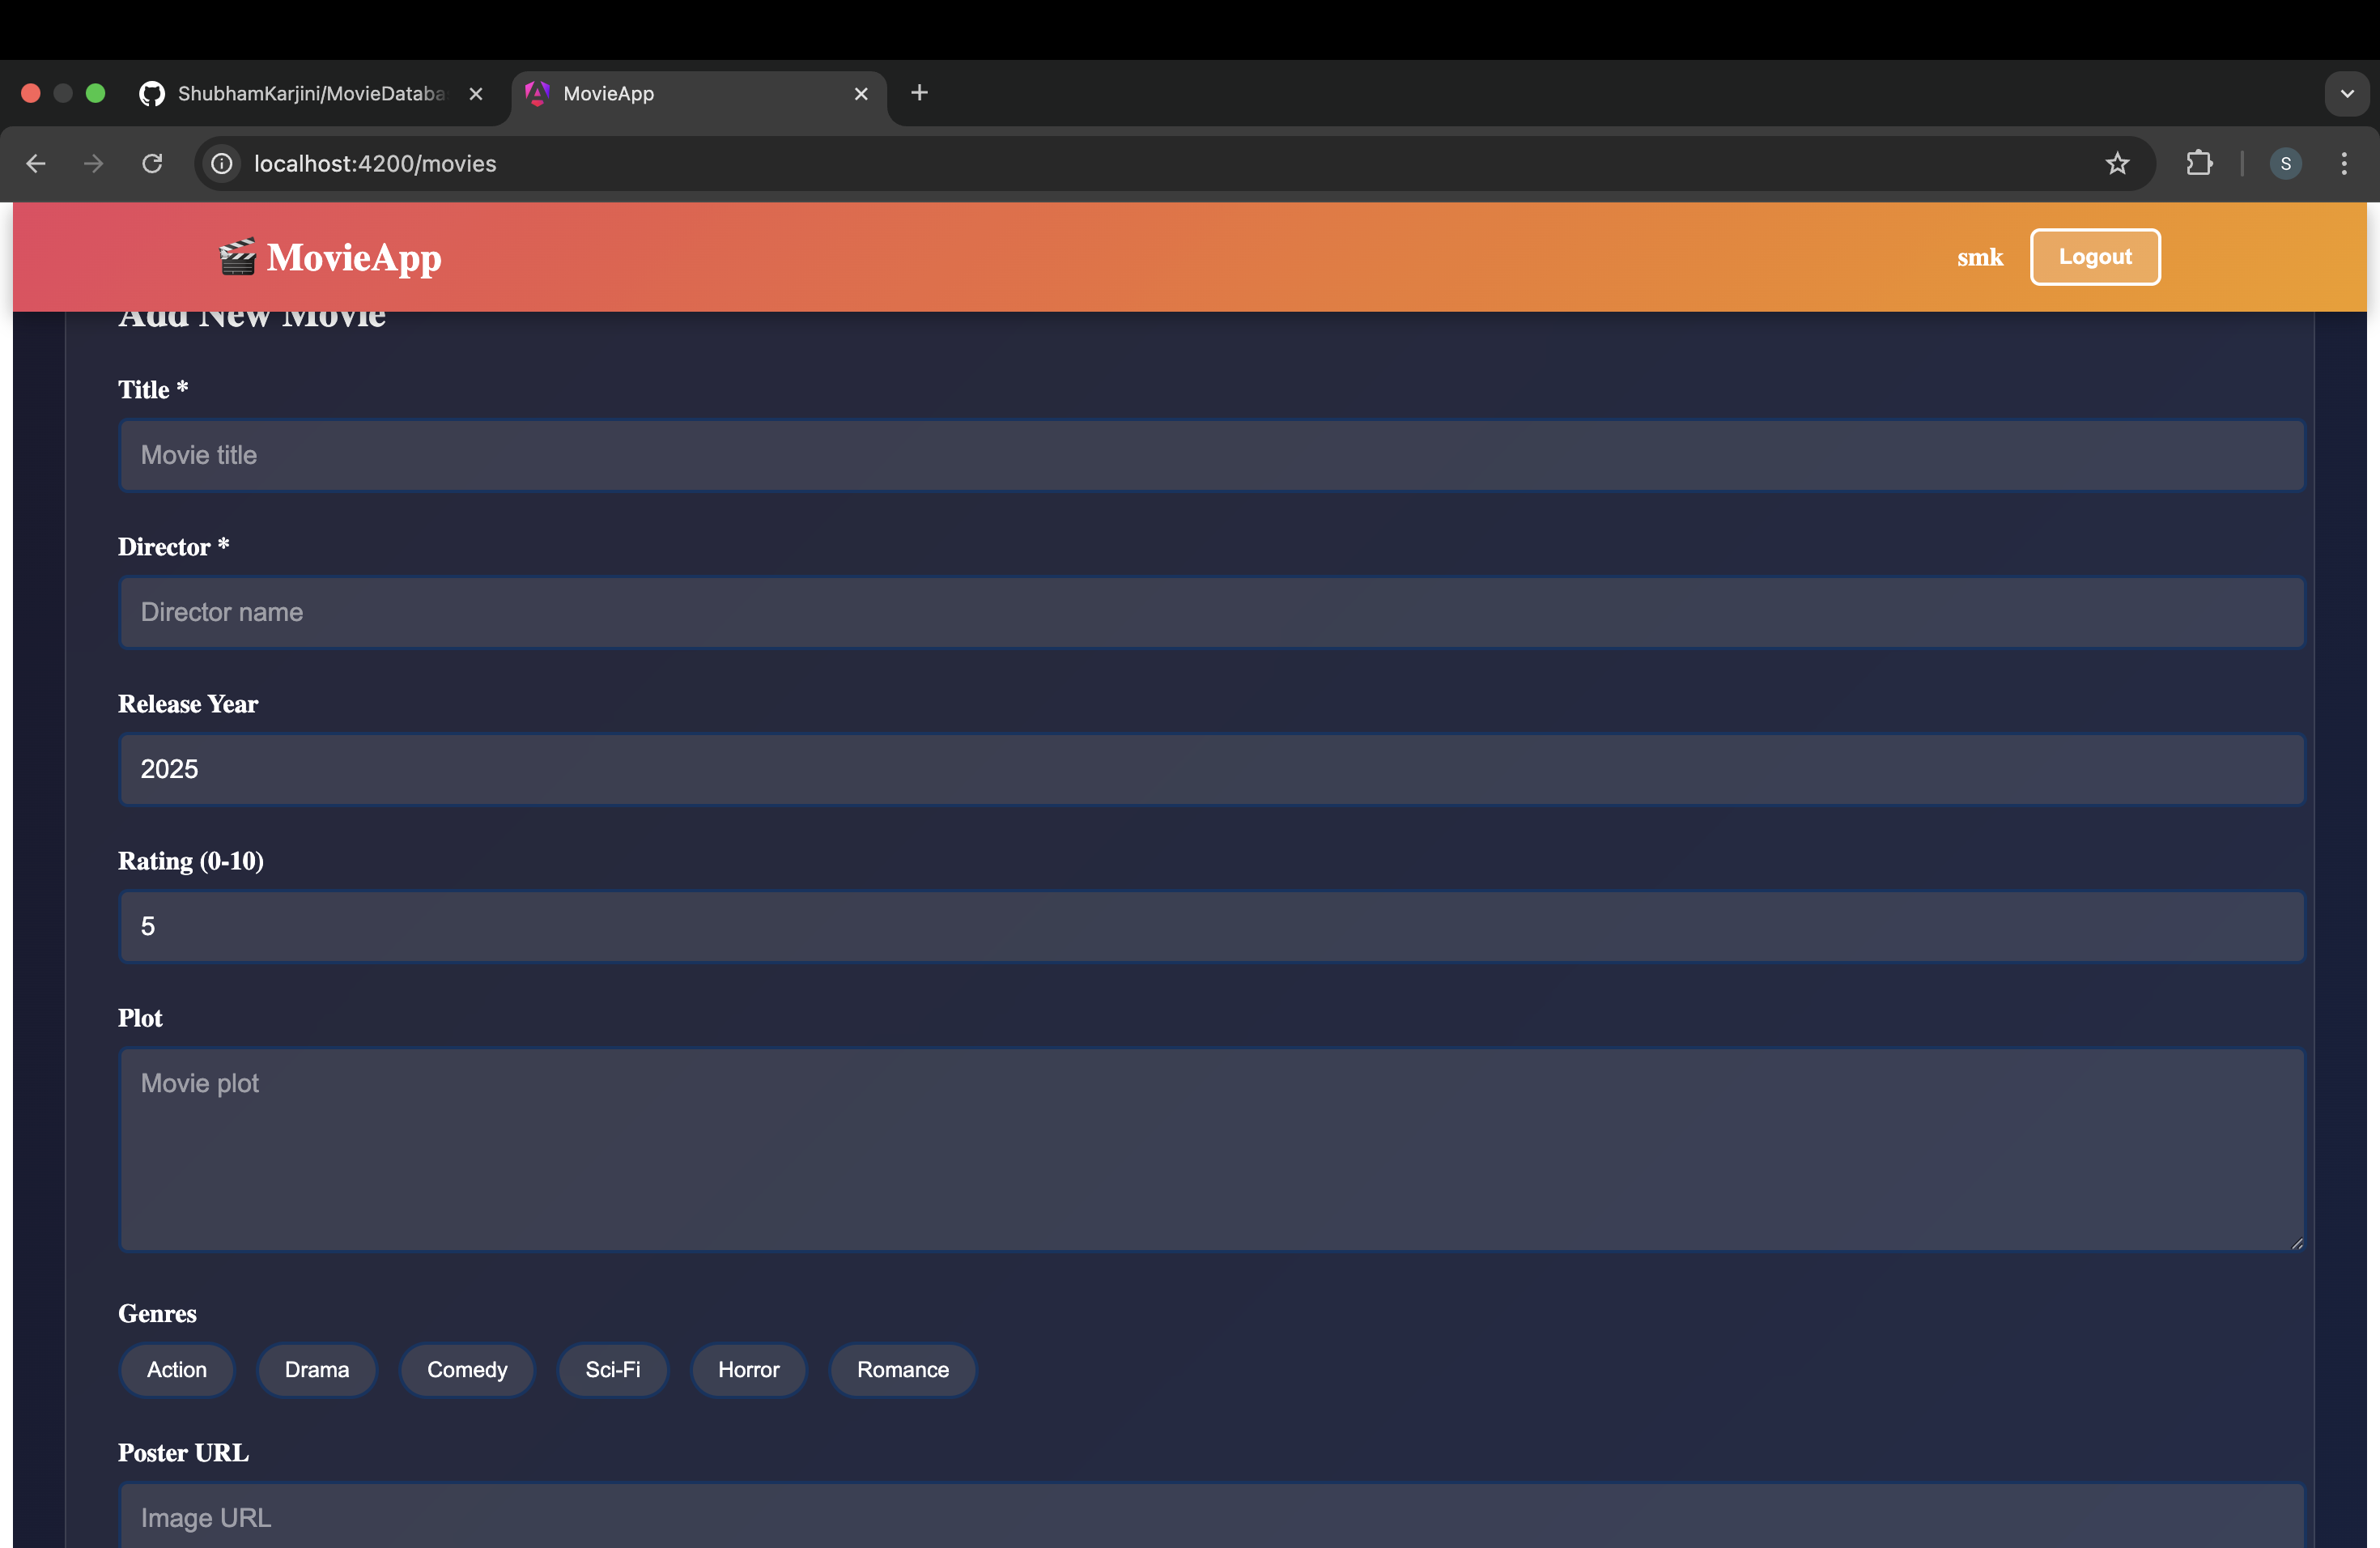 ShubhamKarjini/MovieDataba
MovieApp
localhost:4200/movies
S
MovieApp
smk
Logout
Add New Movie
Title *
Movie title
Director *
Director name
Release Year
2025
Rating (0-10)
5
Plot
Movie plot
Genres
Action Drama Comedy Sci-Fi Horror Romance
Poster URL
Image URL